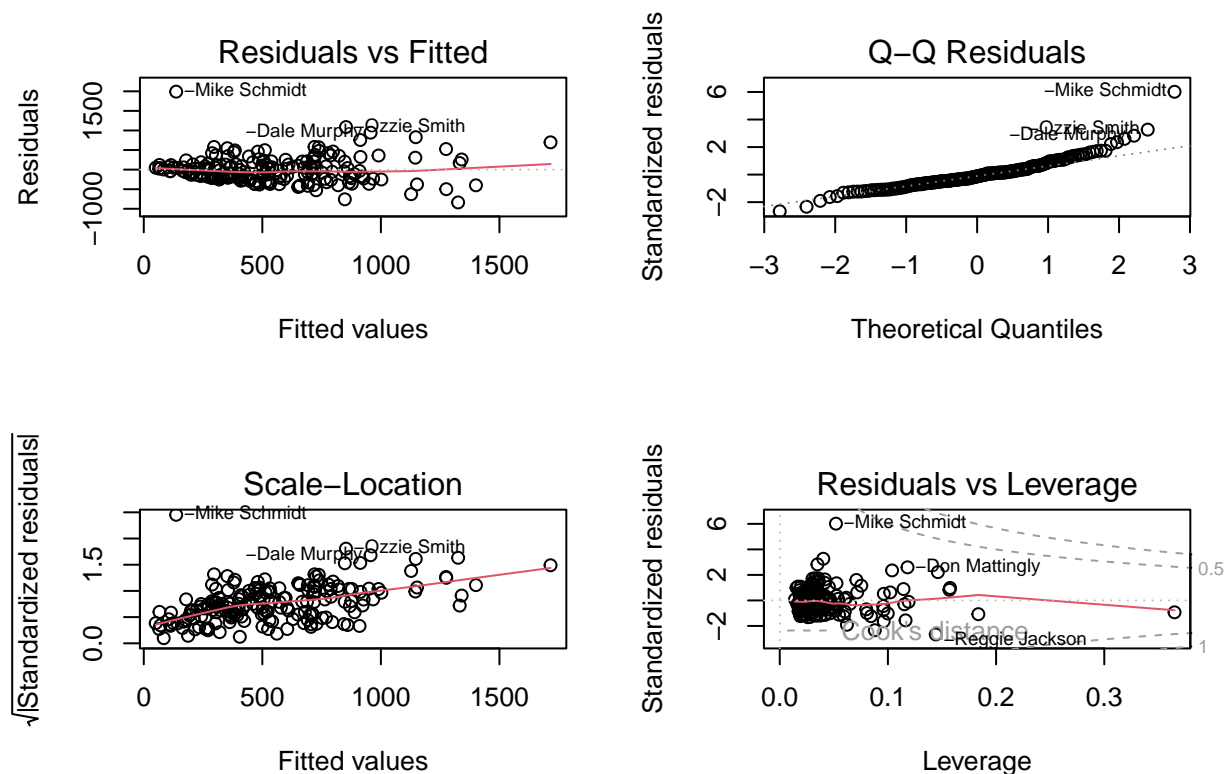 Residuals vs Fitted
Residuals
1500
−1000
−Mike Schmidt
−Dale Murphy
−Ozzie Smith
0 500 1000 1500
Fitted values
Q−Q Residuals
Standardized residuals
6
2
−2
−Mike Schmidt
−Ozzie Smith
−Dale Murphy
−3 −2 −1 0 1 2 3
Theoretical Quantiles
Scale−Location
√|Standardized residuals|
1.5
0.0
−Mike Schmidt
−Dale Murphy
−Ozzie Smith
0 500 1000 1500
Fitted values
Residuals vs Leverage
Standardized residuals
6
2
−2
−Mike Schmidt
−Don Mattingly
−Reggie Jackson
Cook's distance
0.5
1
0.0 0.1 0.2 0.3
Leverage